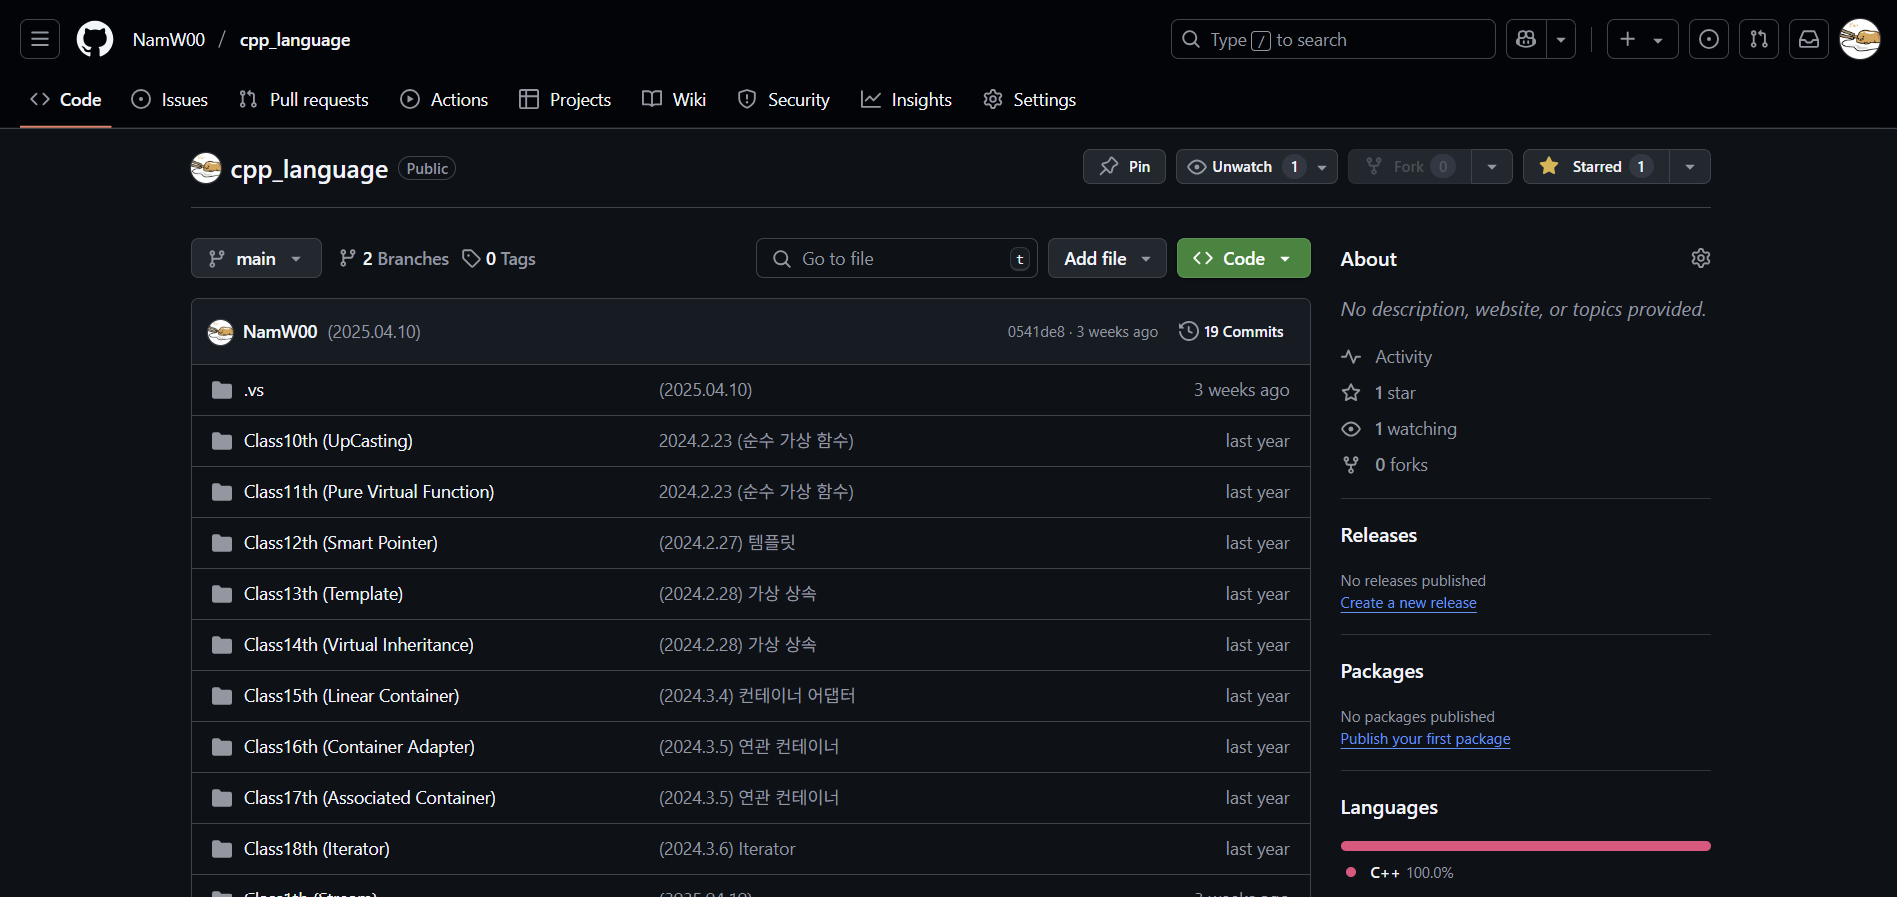 NamW00 / cpp_language
Type / to search
Code Issues Pull requests Actions Projects Wiki Security Insights Settings
cpp_language Public
Pin Unwatch 1 Fork 0 Starred 1
main 2 Branches 0 Tags Go to file t Add file Code
NamW00 (2025.04.10) 0541de8 · 3 weeks ago 19 Commits
.vs (2025.04.10) 3 weeks ago
Class10th (UpCasting) 2024.2.23 (순수 가상 함수) last year
Class11th (Pure Virtual Function) 2024.2.23 (순수 가상 함수) last year
Class12th (Smart Pointer) (2024.2.27) 템플릿 last year
Class13th (Template) (2024.2.28) 가상 상속 last year
Class14th (Virtual Inheritance) (2024.2.28) 가상 상속 last year
Class15th (Linear Container) (2024.3.4) 컨테이너 어댑터 last year
Class16th (Container Adapter) (2024.3.5) 연관 컨테이너 last year
Class17th (Associated Container) (2024.3.5) 연관 컨테이너 last year
Class18th (Iterator) (2024.3.6) Iterator last year
Class1th (Stream) (2025.04.10) 3 weeks ago
About
No description, website, or topics provided.
Activity
1 star
1 watching
0 forks
Releases
No releases published
Create a new release
Packages
No packages published
Publish your first package
Languages
C++ 100.0%